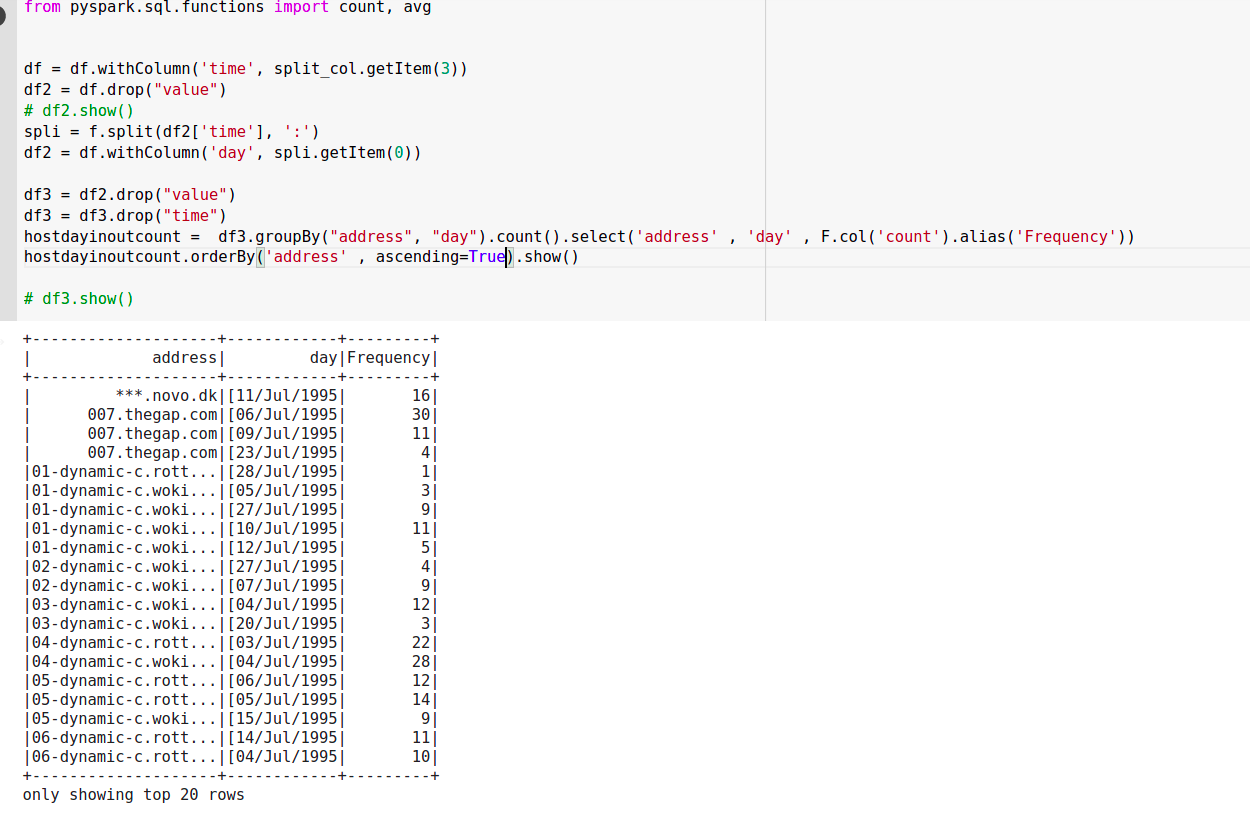 from pyspark.sql.functions import count, avg
df = df.withColumn('time', split_col.getItem(3))
df2 = df.drop("value")
# df2.show()
spli = f.split(df2['time'], ':')
df2 = df.withColumn('day', spli.getItem(0))
df3 = df2.drop("value")
df3 = df3.drop("time")
hostdayinoutcount =  df3.groupBy("address", "day").count().select('address' , 'day' , F.col('count').alias('Frequency'))
hostdayinoutcount.orderBy('address' , ascending=True).show()
# df3.show()
+--------------------+------------+---------+
|             address|         day|Frequency|
+--------------------+------------+---------+
|         ***.novo.dk|[11/Jul/1995|       16|
|      007.thegap.com|[06/Jul/1995|       30|
|      007.thegap.com|[09/Jul/1995|       11|
|      007.thegap.com|[23/Jul/1995|        4|
|01-dynamic-c.rott...|[28/Jul/1995|        1|
|01-dynamic-c.woki...|[05/Jul/1995|        3|
|01-dynamic-c.woki...|[27/Jul/1995|        9|
|01-dynamic-c.woki...|[10/Jul/1995|       11|
|01-dynamic-c.woki...|[12/Jul/1995|        5|
|02-dynamic-c.woki...|[27/Jul/1995|        4|
|02-dynamic-c.woki...|[07/Jul/1995|        9|
|03-dynamic-c.woki...|[04/Jul/1995|       12|
|03-dynamic-c.woki...|[20/Jul/1995|        3|
|04-dynamic-c.rott...|[03/Jul/1995|       22|
|04-dynamic-c.woki...|[04/Jul/1995|       28|
|05-dynamic-c.rott...|[06/Jul/1995|       12|
|05-dynamic-c.rott...|[05/Jul/1995|       14|
|05-dynamic-c.woki...|[15/Jul/1995|        9|
|06-dynamic-c.rott...|[14/Jul/1995|       11|
|06-dynamic-c.rott...|[04/Jul/1995|       10|
+--------------------+------------+---------+
only showing top 20 rows